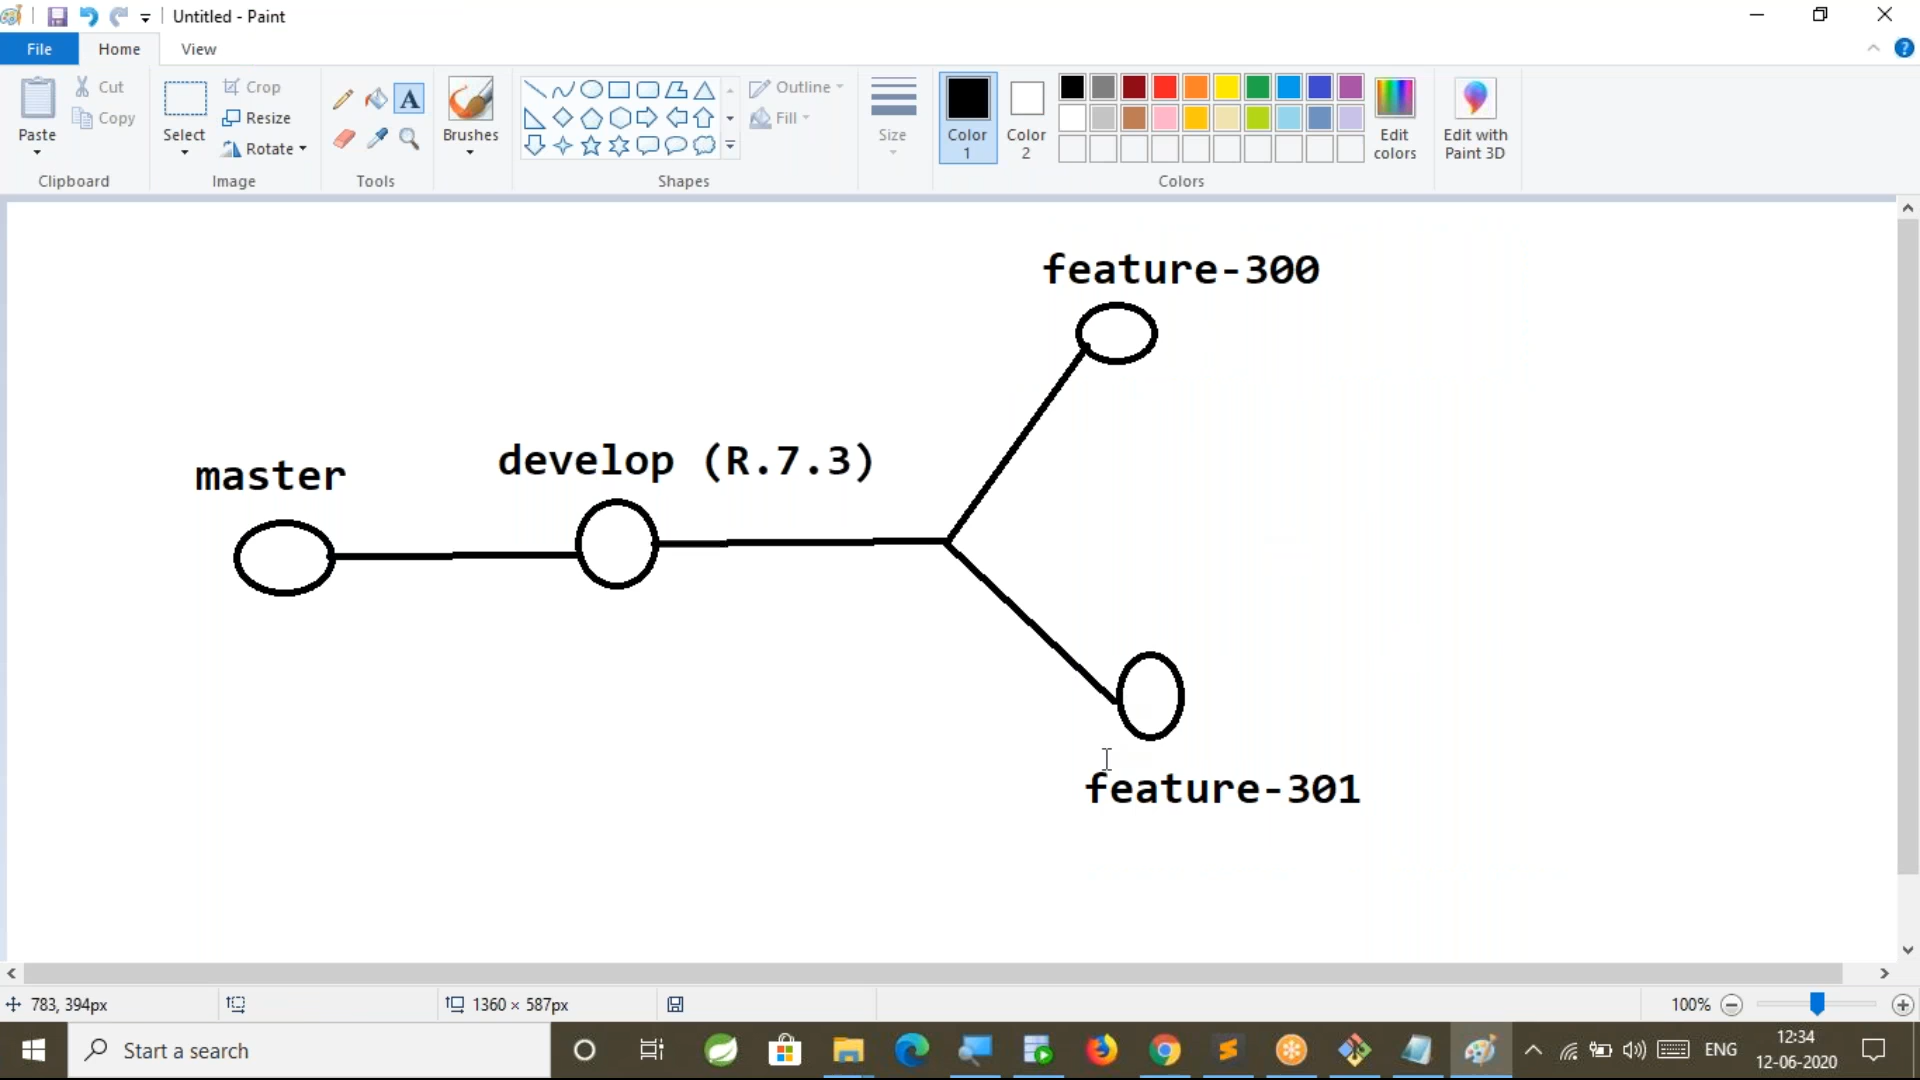 Untitled - Paint
File Home View
Paste
Cut
Copy
Clipboard
Select
Crop
Resize
Rotate
Image
A
Tools
Brushes
Shapes
Outline
Fill
Size
Color 1
Color 2
Colors
Edit colors
Edit with Paint 3D
feature-300
develop (R.7.3)
master
feature-301
783, 394px
1360 × 587px
100%
Start a search
ENG
12:34
12-06-2020